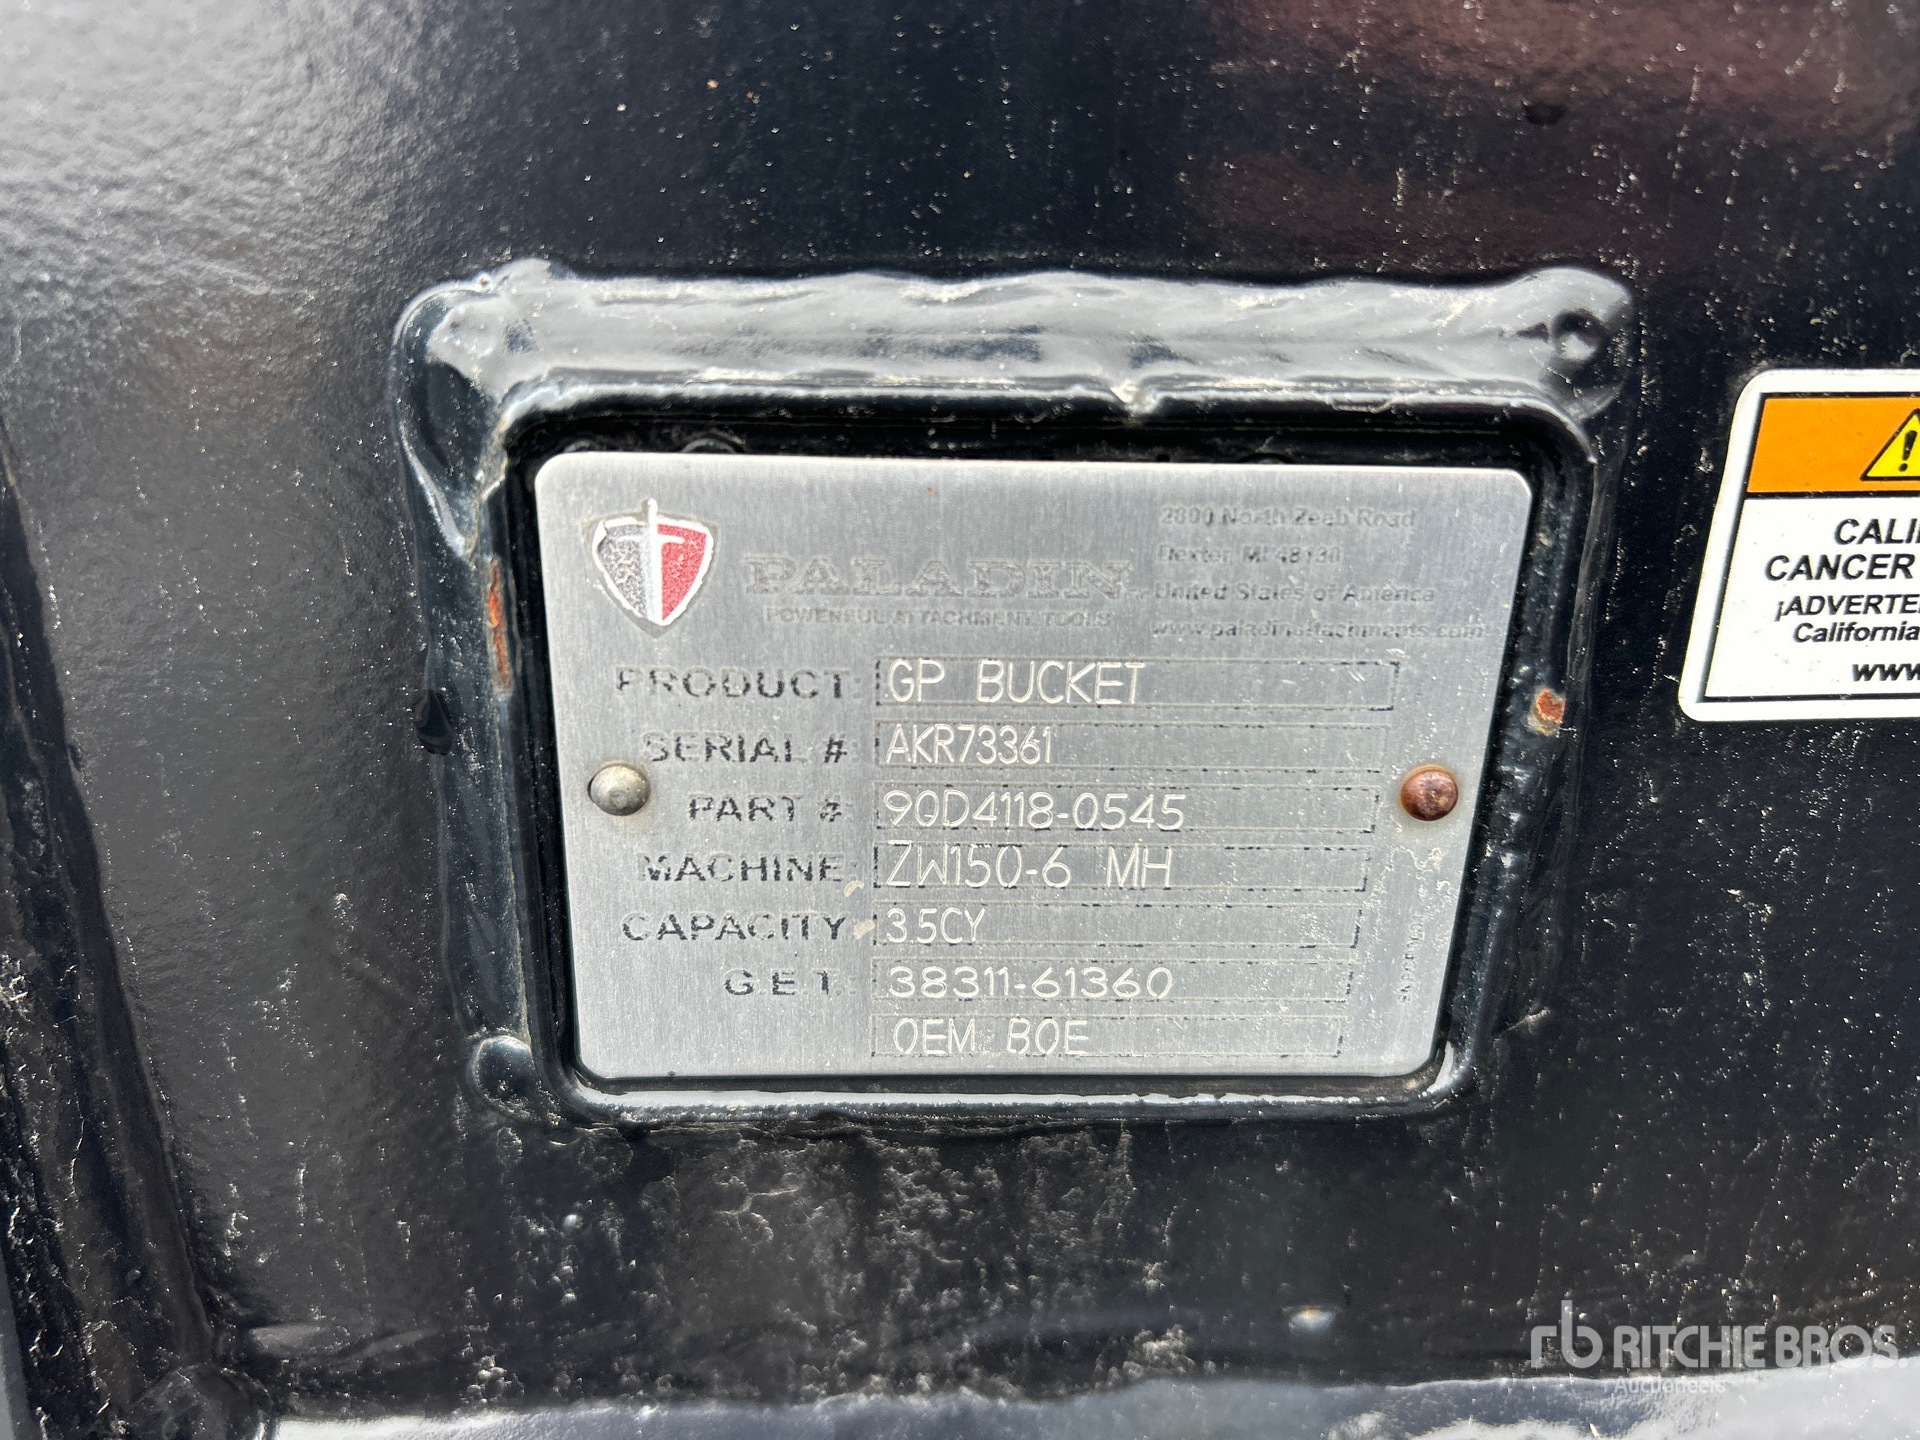 PALADIN
POWERFUL ATTACHMENT TOOLS
2800 North Zeeb Road
Dexter, MI 48130
United States of America
www.paladinattachments.com
PRODUCT: GP BUCKET
SERIAL # AKR73361
PART # 90D4118-0545
MACHINE: ZW150-6 MH
CAPACITY: 3.5CY
G.E.T. 38311-61360
OEM BOE
CALI
CANCER
¡ADVERTE
California
www
rb RITCHIE BROS.
Auctioneers